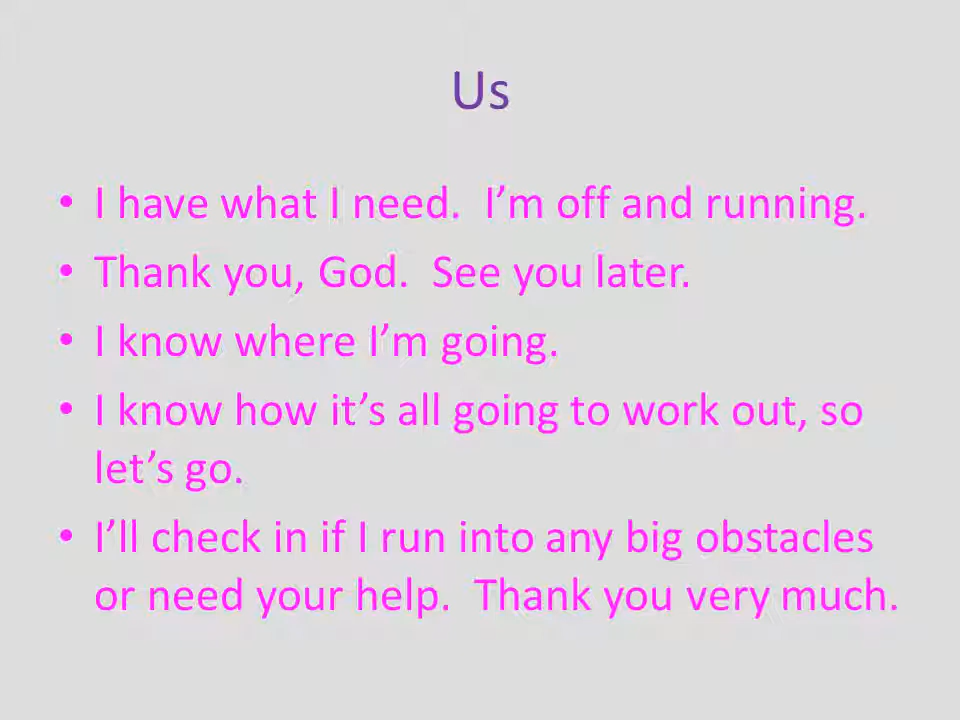 Us
• I have what I need.  I’m off and running.
• Thank you, God.  See you later.
• I know where I’m going.
• I know how it’s all going to work out, so
let’s go.
• I’ll check in if I run into any big obstacles
or need your help.  Thank you very much.